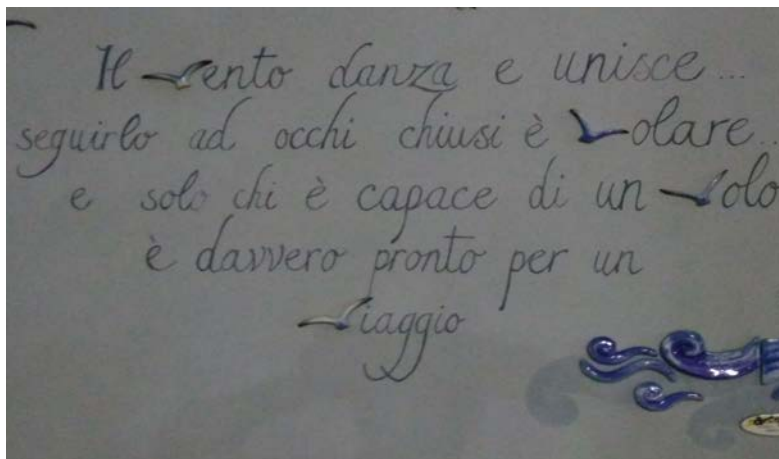 Il vento danza e unisce...
seguirlo ad occhi chiusi è volare..
e solo chi è capace di un volo
è davvero pronto per un
viaggio